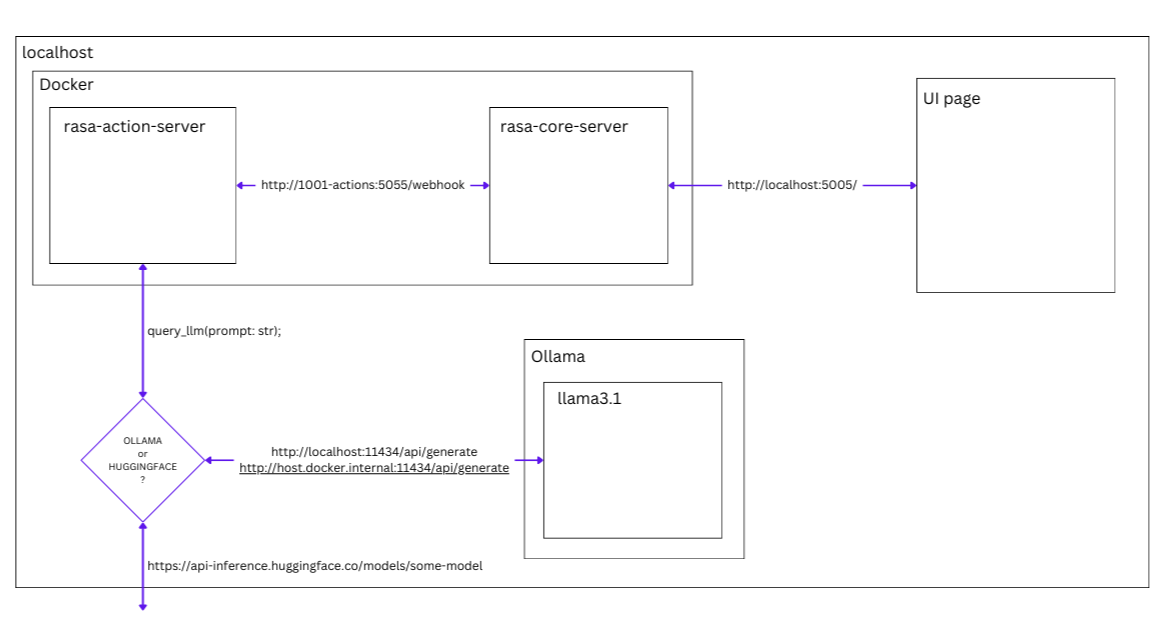 localhost
Docker
rasa-action-server
rasa-core-server
UI page
http://1001-actions:5055/webhook
http://localhost:5005/
query_llm(prompt: str);
Ollama
llama3.1
OLLAMA
or
HUGGINGFACE
?
http://localhost:11434/api/generate
http://host.docker.internal:11434/api/generate
https://api-inference.huggingface.co/models/some-model